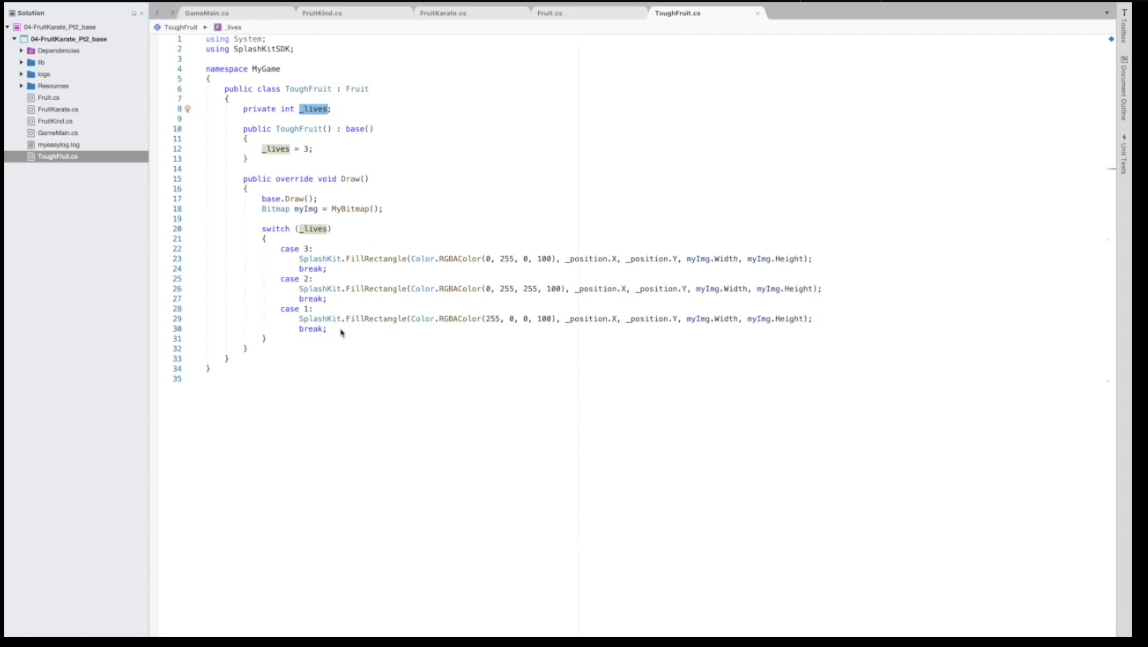 Solution
GameMain.cs
FruitKind.cs
FruitKarate.cs
Fruit.cs
ToughFruit.cs
04-FruitKarate_Pt2_base
04-FruitKarate_Pt2_base
Dependencies
lib
logs
Resources
Fruit.cs
FruitKarate.cs
FruitKind.cs
GameMain.cs
myeasylog.log
ToughFruit.cs
ToughFruit
_lives
1 using System;
2 using SplashKitSDK;
3
4 namespace MyGame
5 {
6 public class ToughFruit : Fruit
7 {
8 private int _lives;
9
10 public ToughFruit() : base()
11 {
12 _lives = 3;
13 }
14
15 public override void Draw()
16 {
17 base.Draw();
18 Bitmap myImg = MyBitmap();
19
20 switch (_lives)
21 {
22 case 3:
23 SplashKit.FillRectangle(Color.RGBAColor(0, 255, 0, 100), _position.X, _position.Y, myImg.Width, myImg.Height);
24 break;
25 case 2:
26 SplashKit.FillRectangle(Color.RGBAColor(0, 255, 255, 100), _position.X, _position.Y, myImg.Width, myImg.Height);
27 break;
28 case 1:
29 SplashKit.FillRectangle(Color.RGBAColor(255, 0, 0, 100), _position.X, _position.Y, myImg.Width, myImg.Height);
30 break;
31 }
32 }
33 }
34 }
35
Toolbox
Document Outline
Unit Tests